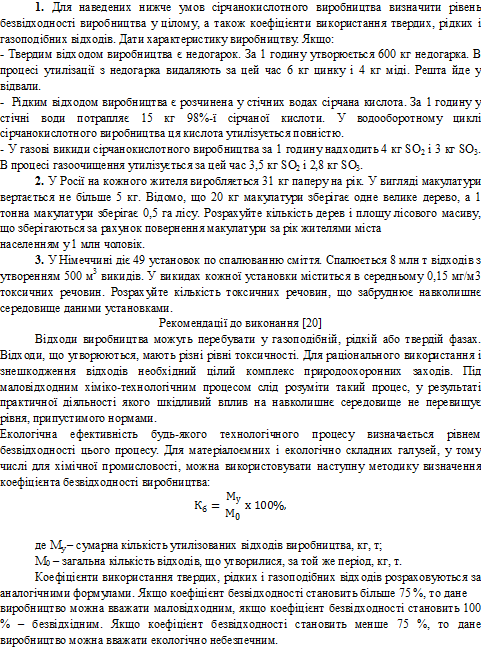 1. Для наведених нижче умов сірчанокислотного виробництва визначити рівень
безвідходності виробництва у цілому, а також коефіцієнти використання твердих, рідких і
газоподібних відходів. Дати характеристику виробництву. Якщо:
- Твердим відходом виробництва є недогарок. За 1 годину утворюється 600 кг недогарка. В
процесі утилізації з недогарка видаляють за цей час 6 кг цинку і 4 кг міді. Решта йде у
відвали.
- Рідким відходом виробництва є розчинена у стічних водах сірчана кислота. За 1 годину у
стічні води потрапляє 15 кг 98%-ї сірчаної кислоти. У водооборотному циклі
сірчанокислотного виробництва ця кислота утилізується повністю.
- У газові викиди сірчанокислотного виробництва за 1 годину надходить 4 кг SO₂ і 3 кг SO₃.
В процесі газоочищення утилізується за цей час 3,5 кг SO₂ і 2,8 кг SO₃.
2. У Росії на кожного жителя виробляється 31 кг паперу на рік. У вигляді макулатури
вертається не більше 5 кг. Відомо, що 20 кг макулатури зберігає одне велике дерево, а 1
тонна макулатури зберігає 0,5 га лісу. Розрахуйте кількість дерев і площу лісового масиву,
що зберігаються за рахунок повернення макулатури за рік жителями міста
населенням у 1 млн чоловік.
3. У Німеччині діє 49 установок по спалюванню сміття. Спалюється 8 млн т відходів з
утворенням 500 м³ викидів. У викидах кожної установки міститься в середньому 0,15 мг/м3
токсичних речовин. Розрахуйте кількість токсичних речовин, що забруднює навколишнє
середовище даними установками.
Рекомендації до виконання [20]
Відходи виробництва можуть перебувати у газоподібній, рідкій або твердій фазах.
Відходи, що утворюються, мають різні рівні токсичності. Для раціонального використання і
знешкодження відходів необхідний цілий комплекс природоохоронних заходів. Під
маловідходним хіміко-технологічним процесом слід розуміти такий процес, у результаті
практичної діяльності якого шкідливий вплив на навколишнє середовище не перевищує
рівня, припустимого нормами.
Екологічна ефективність будь-якого технологічного процесу визначається рівнем
безвідходності цього процесу. Для матеріалоємних і екологічно складних галузей, у тому
числі для хімічної промисловості, можна використовувати наступну методику визначення
коефіцієнта безвідходності виробництва:
К_б = М_у / М_0 x 100%,
де М_у – сумарна кількість утилізованих відходів виробництва, кг, т;
М₀ – загальна кількість відходів, що утворилися, за той же період, кг, т.
Коефіцієнти використання твердих, рідких і газоподібних відходів розраховуються за
аналогічними формулами. Якщо коефіцієнт безвідходності становить більше 75 %, то дане
виробництво можна вважати маловідходним, якщо коефіцієнт безвідходності становить 100
% – безвідхідним. Якщо коефіцієнт безвідходності становить менше 75 %, то дане
виробництво можна вважати екологічно небезпечним.